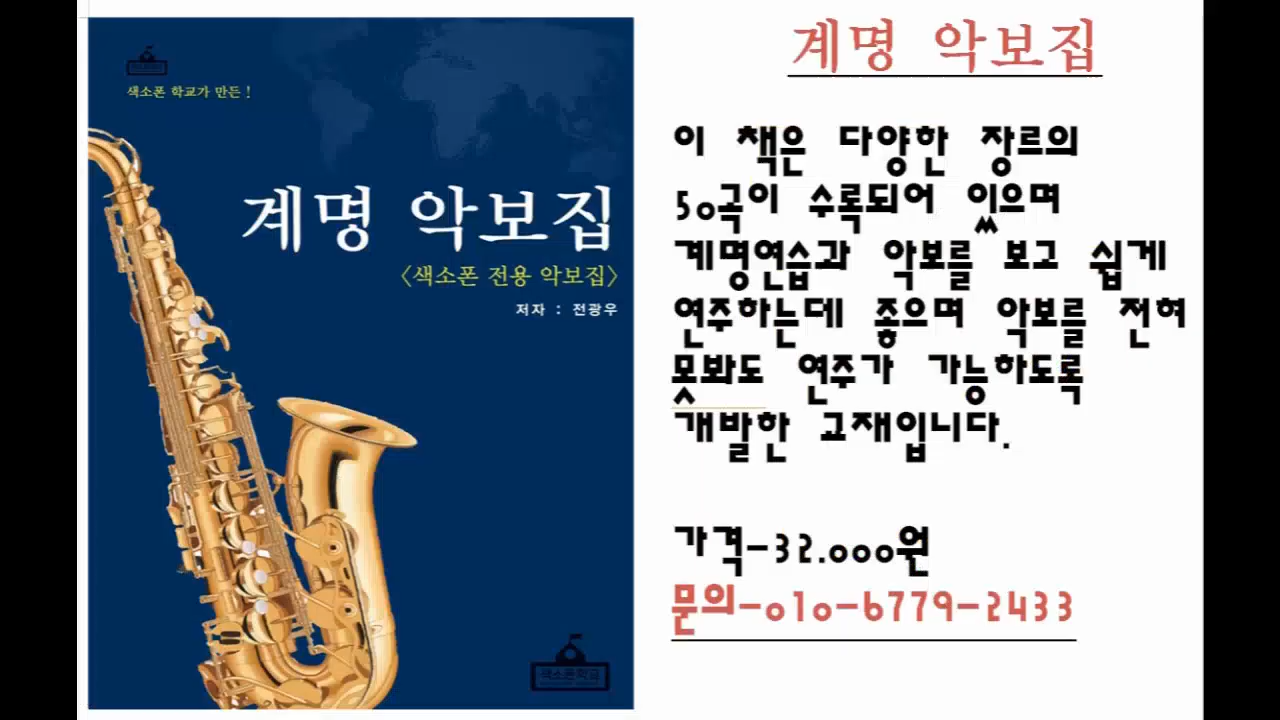 색소폰 학교가 만든 !
계명 악보집
<색소폰 전용 악보집>
저자 : 전광우
색소폰학교
계명 악보집
이 책은 다양한 장르의
50곡이 수록되어 있으며
계명연습과 악보를 보고 쉽게
연주하는데 좋으며 악보를 전혀
못봐도 연주가 가능하도록
개발한 교재입니다.
가격-32.000원
문의-010-6779-2433